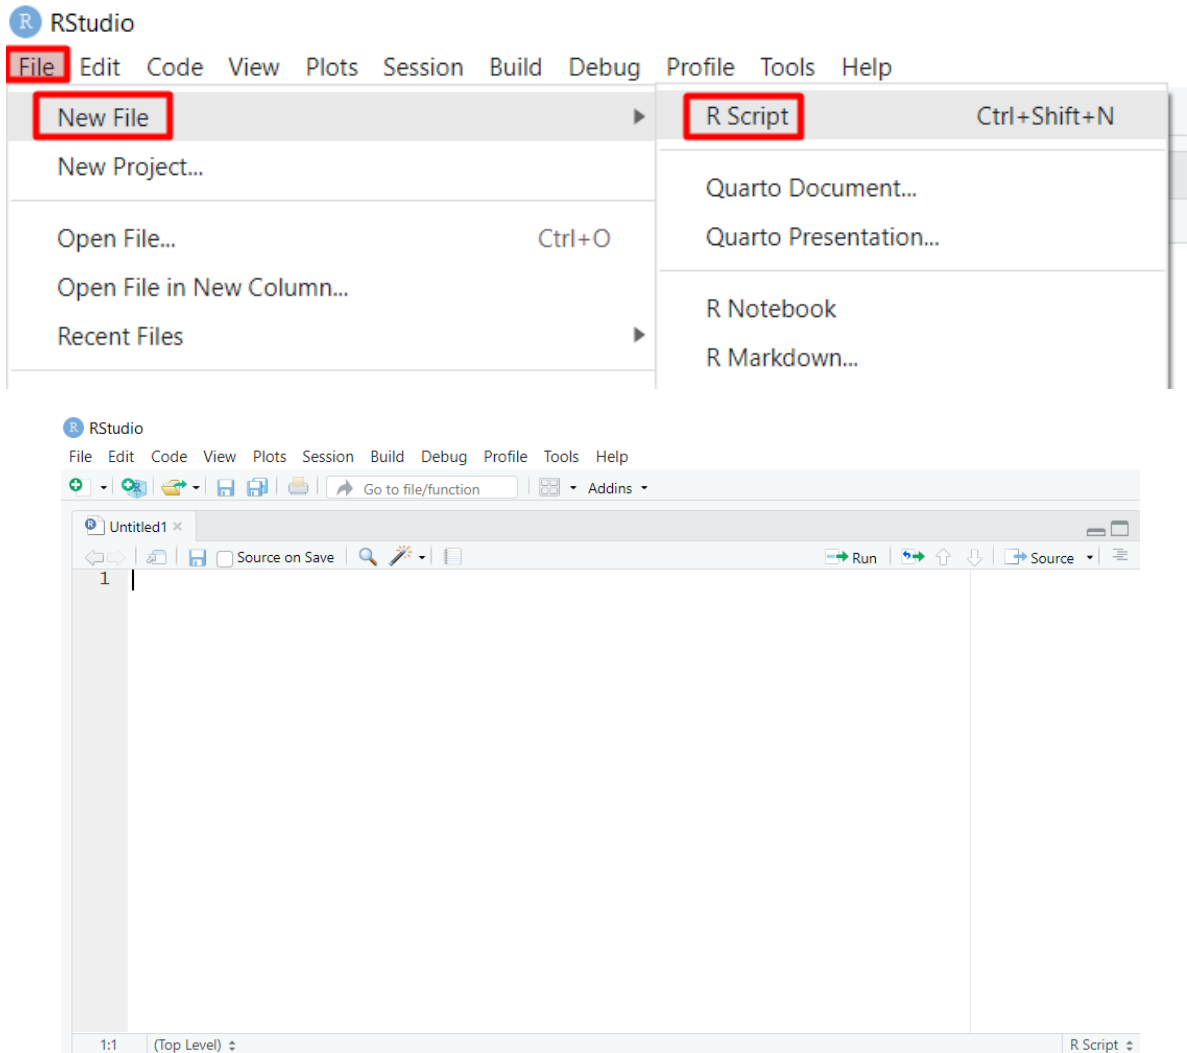 R RStudio
File Edit Code View Plots Session Build Debug Profile Tools Help
New File
R Script Ctrl+Shift+N
New Project...
Quarto Document...
Open File... Ctrl+O
Quarto Presentation...
Open File in New Column...
R Notebook
Recent Files
R Markdown...
R RStudio
File Edit Code View Plots Session Build Debug Profile Tools Help
R Go to file/function Addins
R Untitled1 ×
Source on Save Run Source
1
1:1 (Top Level) R Script